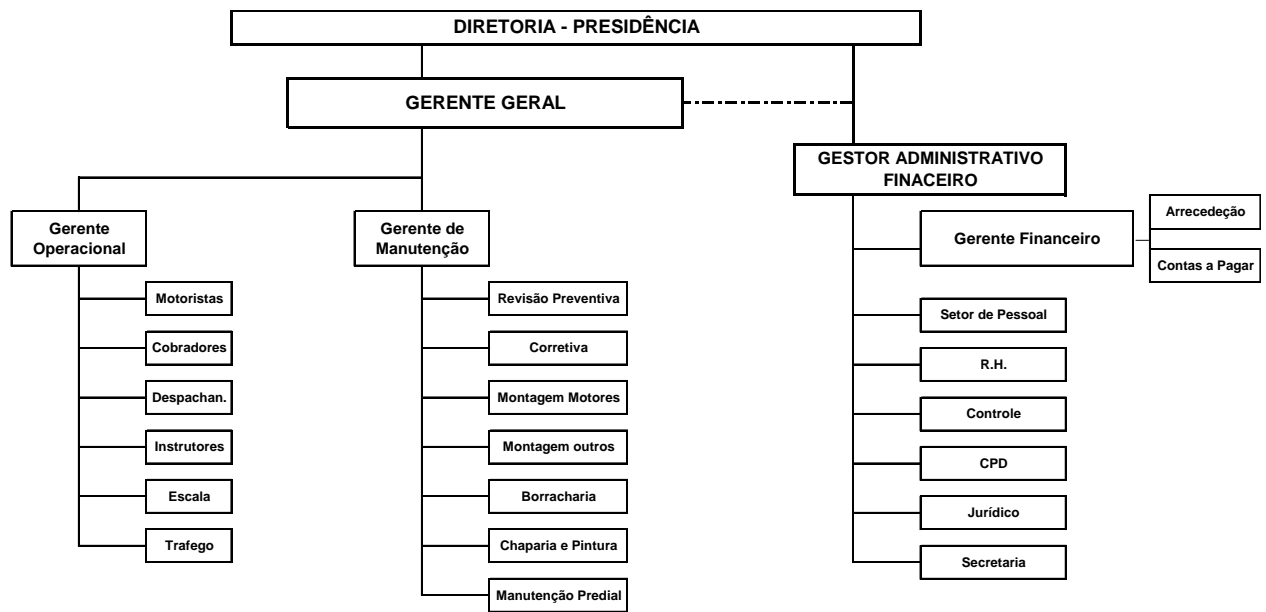 DIRETORIA - PRESIDÊNCIA
GERENTE GERAL
GESTOR ADMINISTRATIVO
FINACEIRO
Gerente
Operacional
Motoristas
Cobradores
Despachan.
Instrutores
Escala
Trafego
Gerente de
Manutenção
Revisão Preventiva
Corretiva
Montagem Motores
Montagem outros
Borracharia
Chaparia e Pintura
Manutenção Predial
Gerente Financeiro
Arrecedeção
Contas a Pagar
Setor de Pessoal
R.H.
Controle
CPD
Jurídico
Secretaria